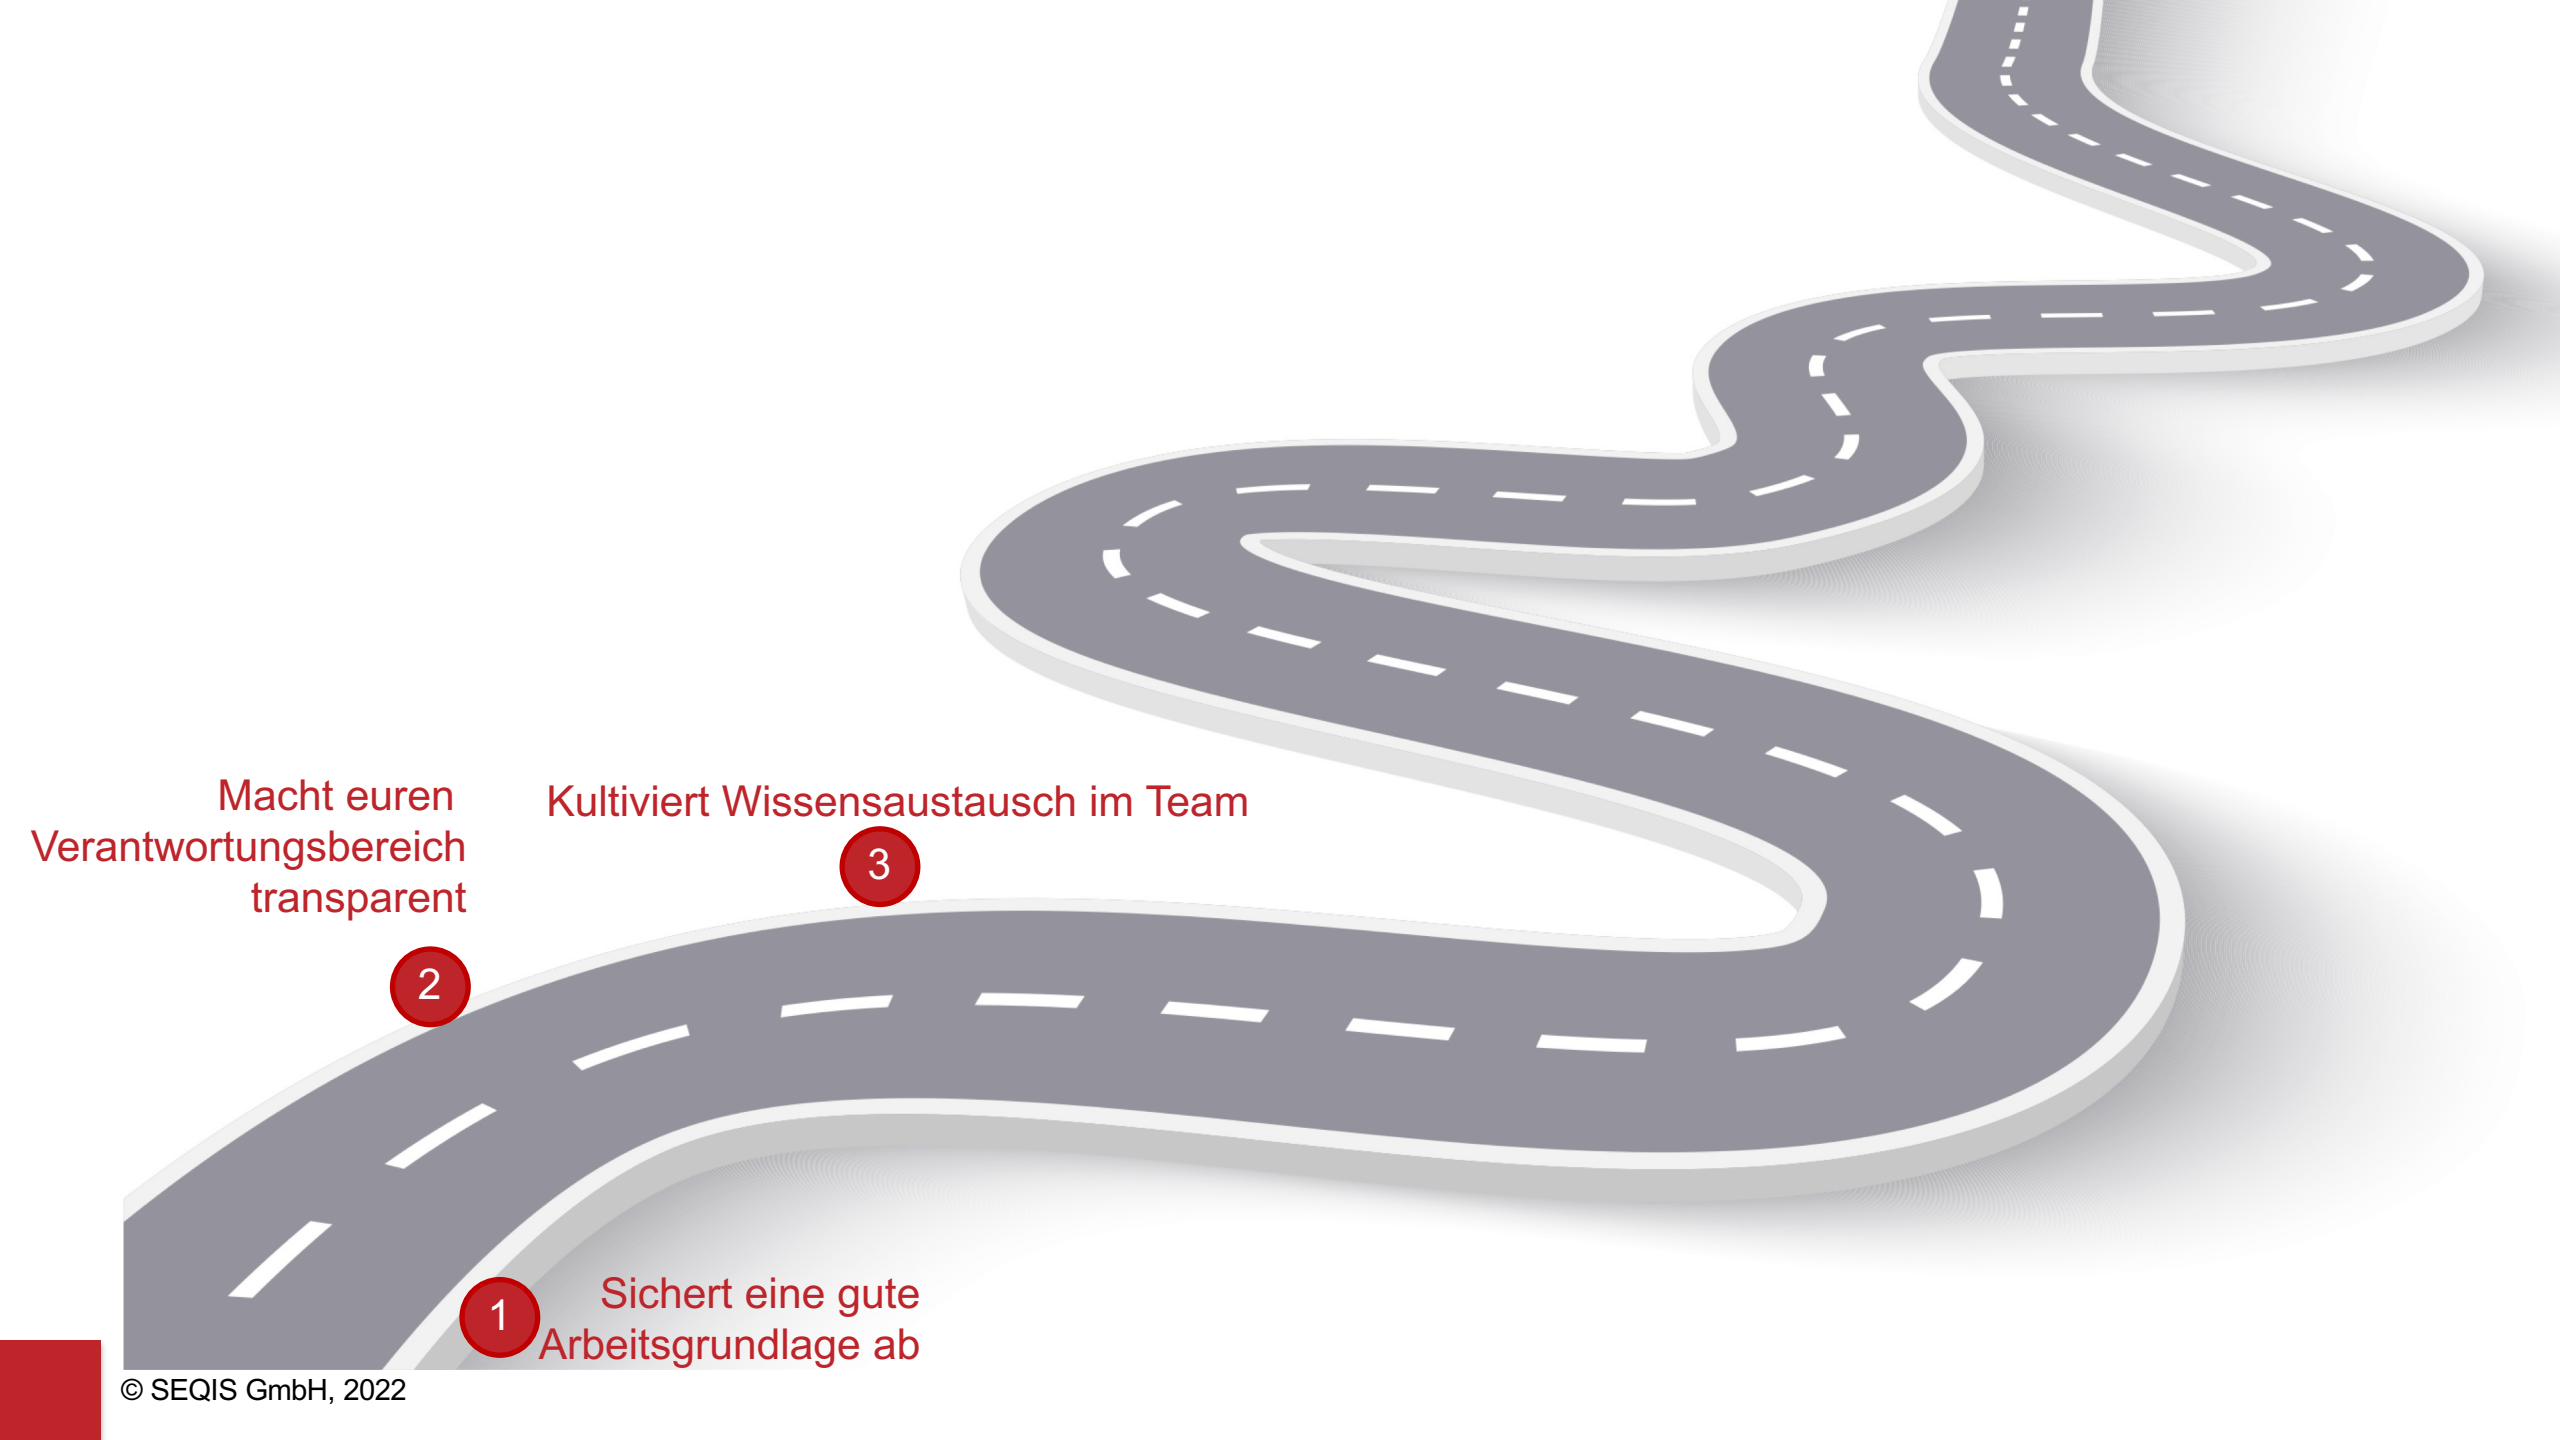 Macht euren
Verantwortungsbereich
transparent
2
Kultiviert Wissensaustausch im Team
3
1
Sichert eine gute
Arbeitsgrundlage ab
© SEQIS GmbH, 2022